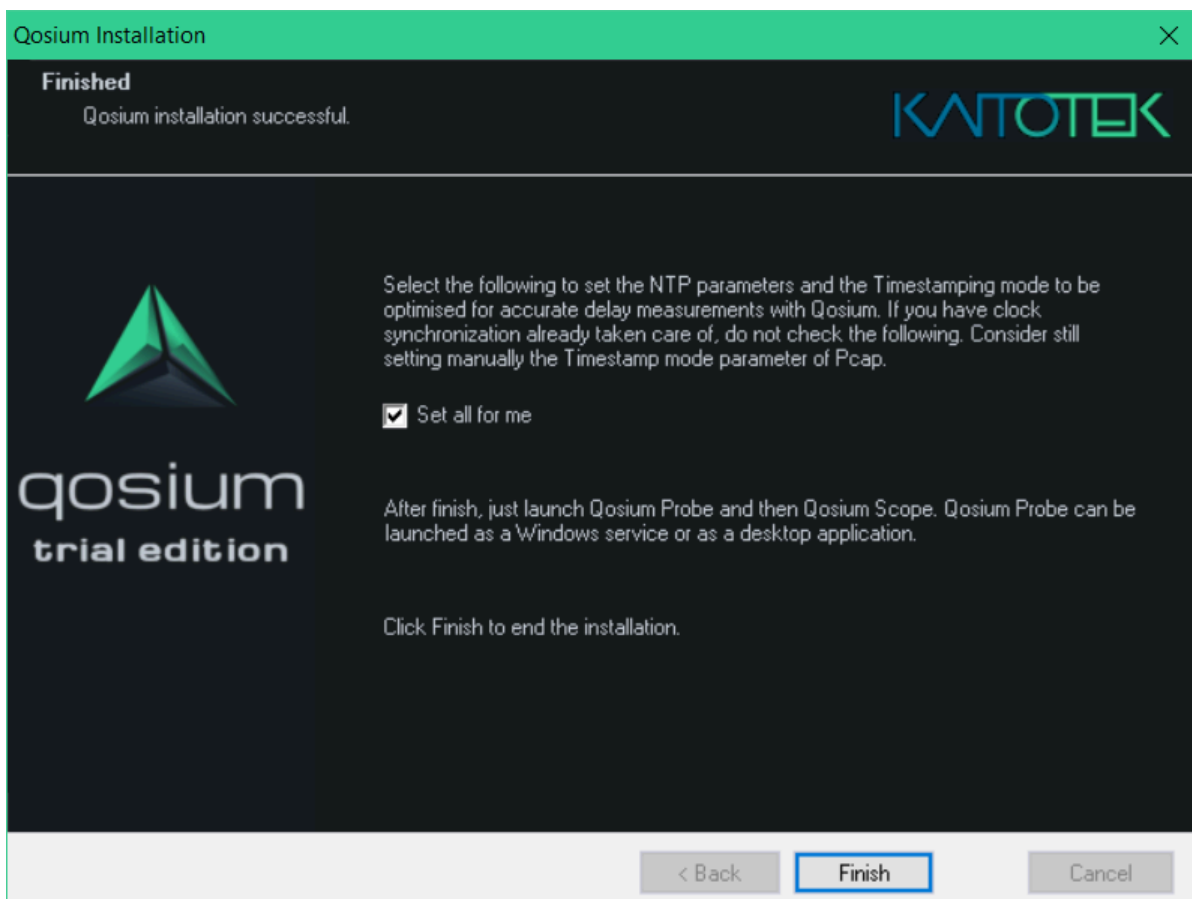 Qosium Installation
Finished
Qosium installation successful.
KAITOTEK
Select the following to set the NTP parameters and the Timestamping mode to be
optimised for accurate delay measurements with Qosium. If you have clock
synchronization already taken care of, do not check the following. Consider still
setting manually the Timestamp mode parameter of Pcap.
Set all for me
qosium
trial edition
After finish, just launch Qosium Probe and then Qosium Scope. Qosium Probe can be
launched as a Windows service or as a desktop application.
Click Finish to end the installation.
< Back
Finish
Cancel